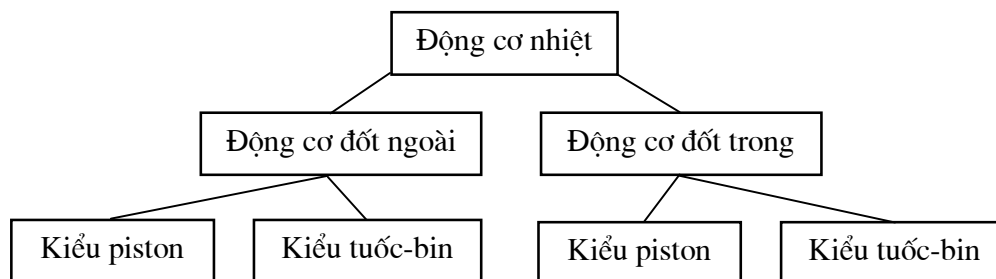 Động cơ nhiệt
Động cơ đốt ngoài
Động cơ đốt trong
Kiểu piston
Kiểu tuốc-bin
Kiểu piston
Kiểu tuốc-bin